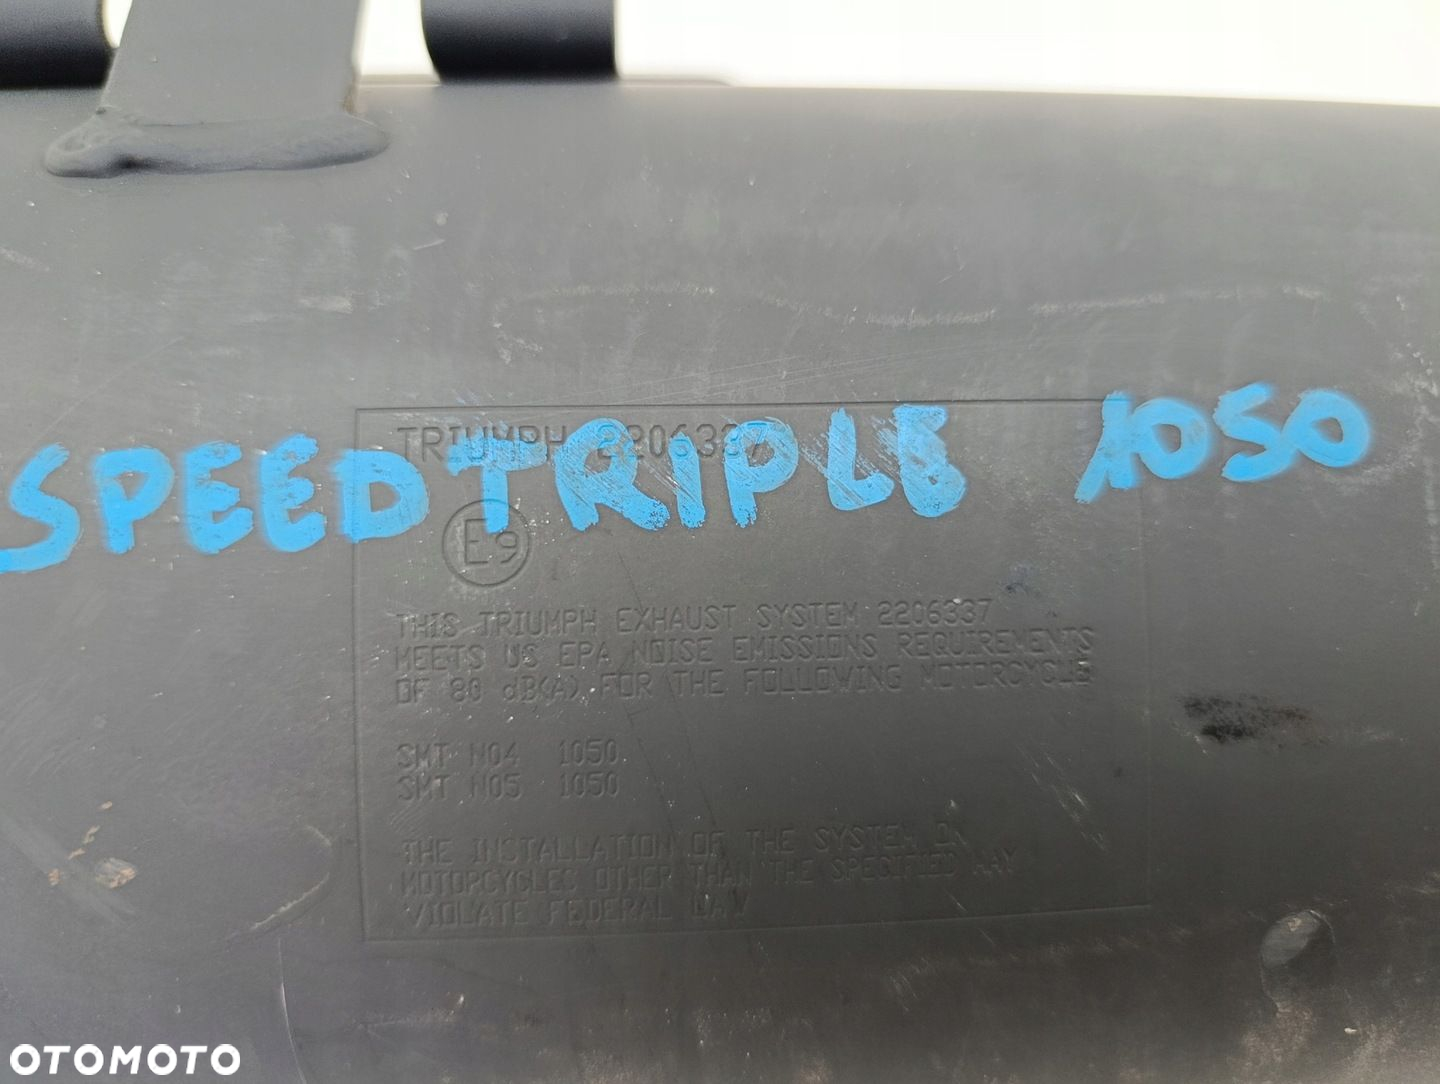 TRIUMPH 2206337
SPEED TRIPLE 1050
E9
THIS TRIUMPH EXHAUST SYSTEM 2206337
MEETS US EPA NOISE EMISSIONS REQUIREMENTS
OF 80 dB(A) FOR THE FOLLOWING MOTORCYCLE
SMT N04 1050
SMT N05 1050
THE INSTALLATION OF THE SYSTEM ON
MOTORCYCLES OTHER THAN THE SPECIFIED MAY
VIOLATE FEDERAL LAW
OTOMOTO